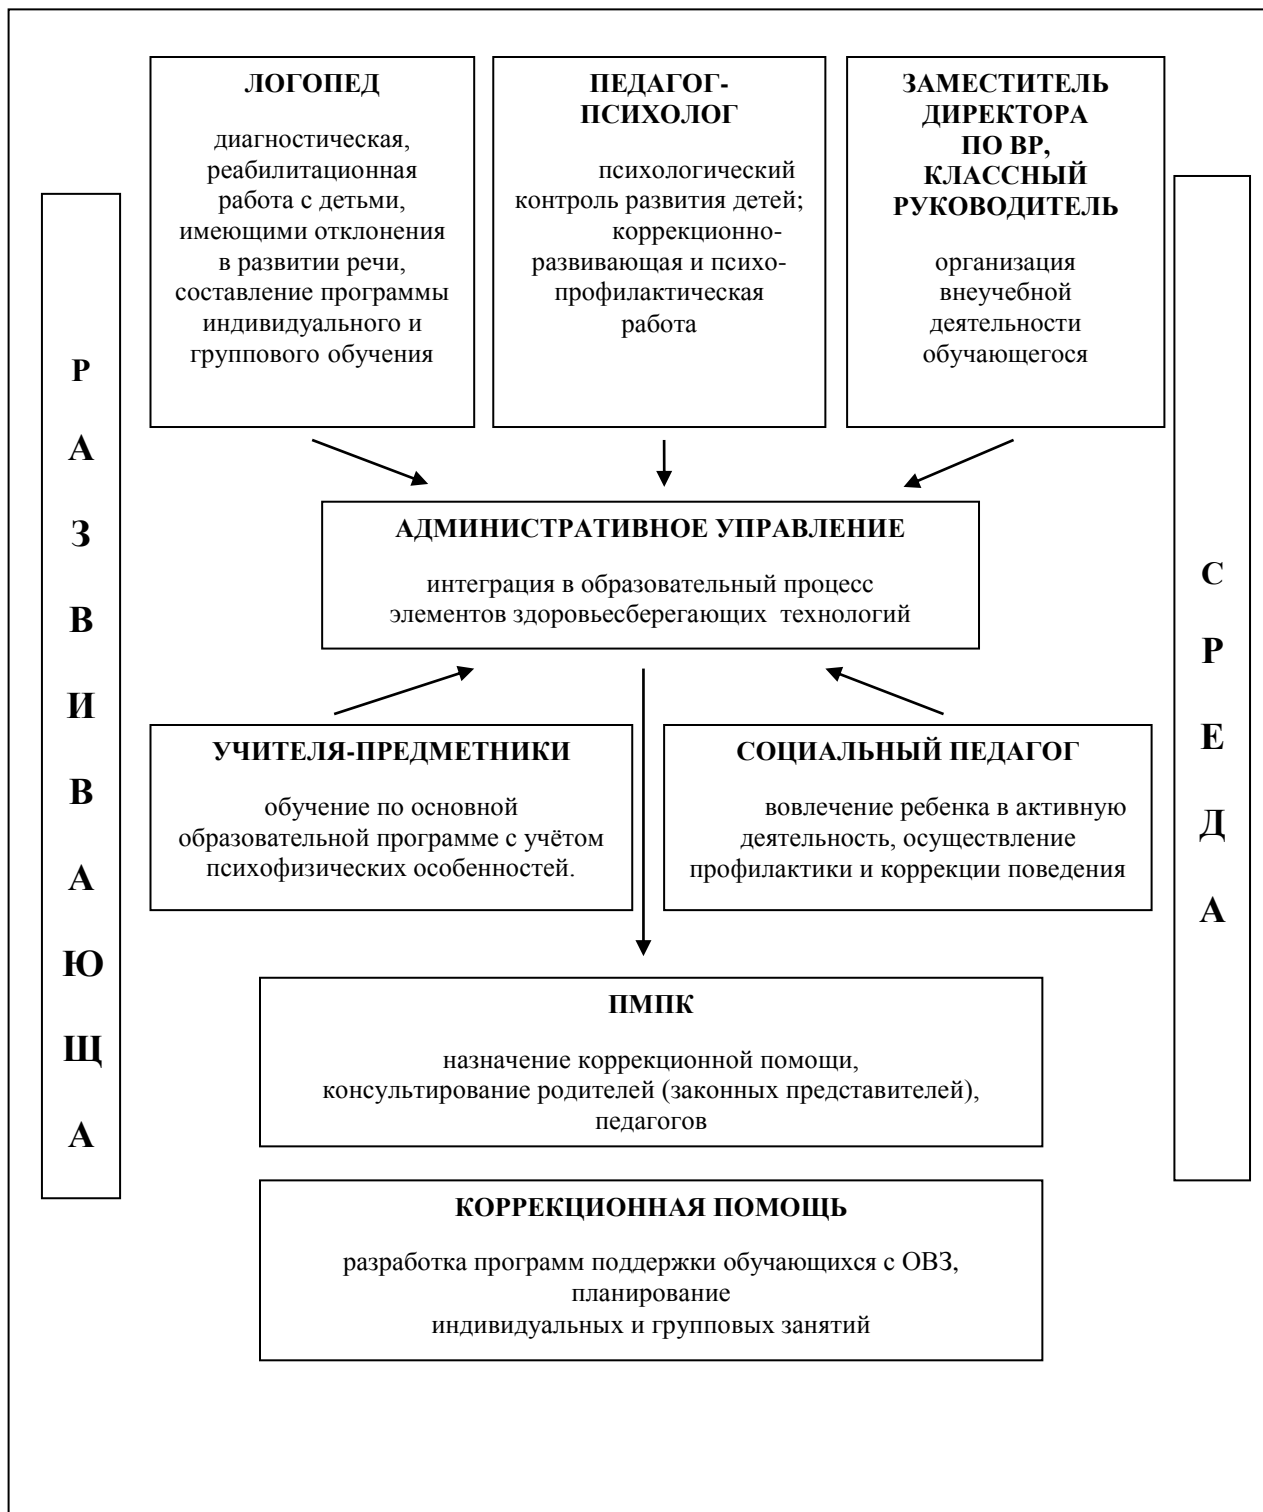 ЛОГОПЕД
диагностическая,
реабилитационная
работа с детьми,
имеющими отклонения
в развитии речи,
составление программы
индивидуального и
группового обучения
ПЕДАГОГ-
ПСИХОЛОГ
психологический
контроль развития детей;
коррекционно-
развивающая и психо-
профилактическая
работа
ЗАМЕСТИТЕЛЬ
ДИРЕКТОРА
ПО ВР,
КЛАССНЫЙ
РУКОВОДИТЕЛЬ
организация
внеучебной
деятельности
обучающегося
Р
А
З
В
И
В
А
Ю
Щ
А
АДМИНИСТРАТИВНОЕ УПРАВЛЕНИЕ
интеграция в образовательный процесс
элементов здоровьесберегающих технологий
С
Р
Е
Д
А
УЧИТЕЛЯ-ПРЕДМЕТНИКИ
обучение по основной
образовательной программе с учётом
психофизических особенностей.
СОЦИАЛЬНЫЙ ПЕДАГОГ
вовлечение ребенка в активную
деятельность, осуществление
профилактики и коррекции поведения
ПМПК
назначение коррекционной помощи,
консультирование родителей (законных представителей),
педагогов
КОРРЕКЦИОННАЯ ПОМОЩЬ
разработка программ поддержки обучающихся с ОВЗ,
планирование
индивидуальных и групповых занятий